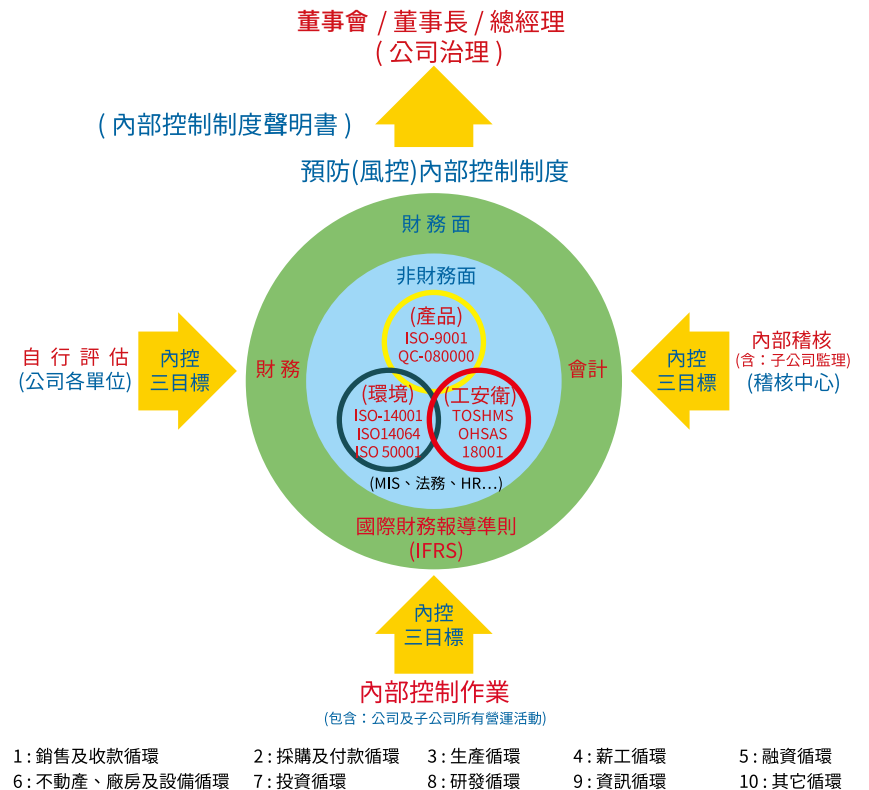 董事會 / 董事長 / 總經理
( 公司治理 )
( 內部控制制度聲明書 )
預防(風控)內部控制制度
財務面
非財務面
(產品)
ISO-9001
QC-080000
自行評估
(公司各單位)
內控
三目標
財務
會計
內控
三目標
內部稽核
(含：子公司監理)
(稽核中心)
(環境)
ISO-14001
ISO14064
ISO 50001
(工安衛)
TOSHMS
OHSAS
18001
(MIS、法務、HR…)
國際財務報導準則
(IFRS)
內控
三目標
內部控制作業
(包含：公司及子公司所有營運活動)
1 : 銷售及收款循環 2 : 採購及付款循環 3 : 生產循環 4 : 薪工循環 5 : 融資循環
6 : 不動產、廠房及設備循環 7 : 投資循環 8 : 研發循環 9 : 資訊循環 10 : 其它循環